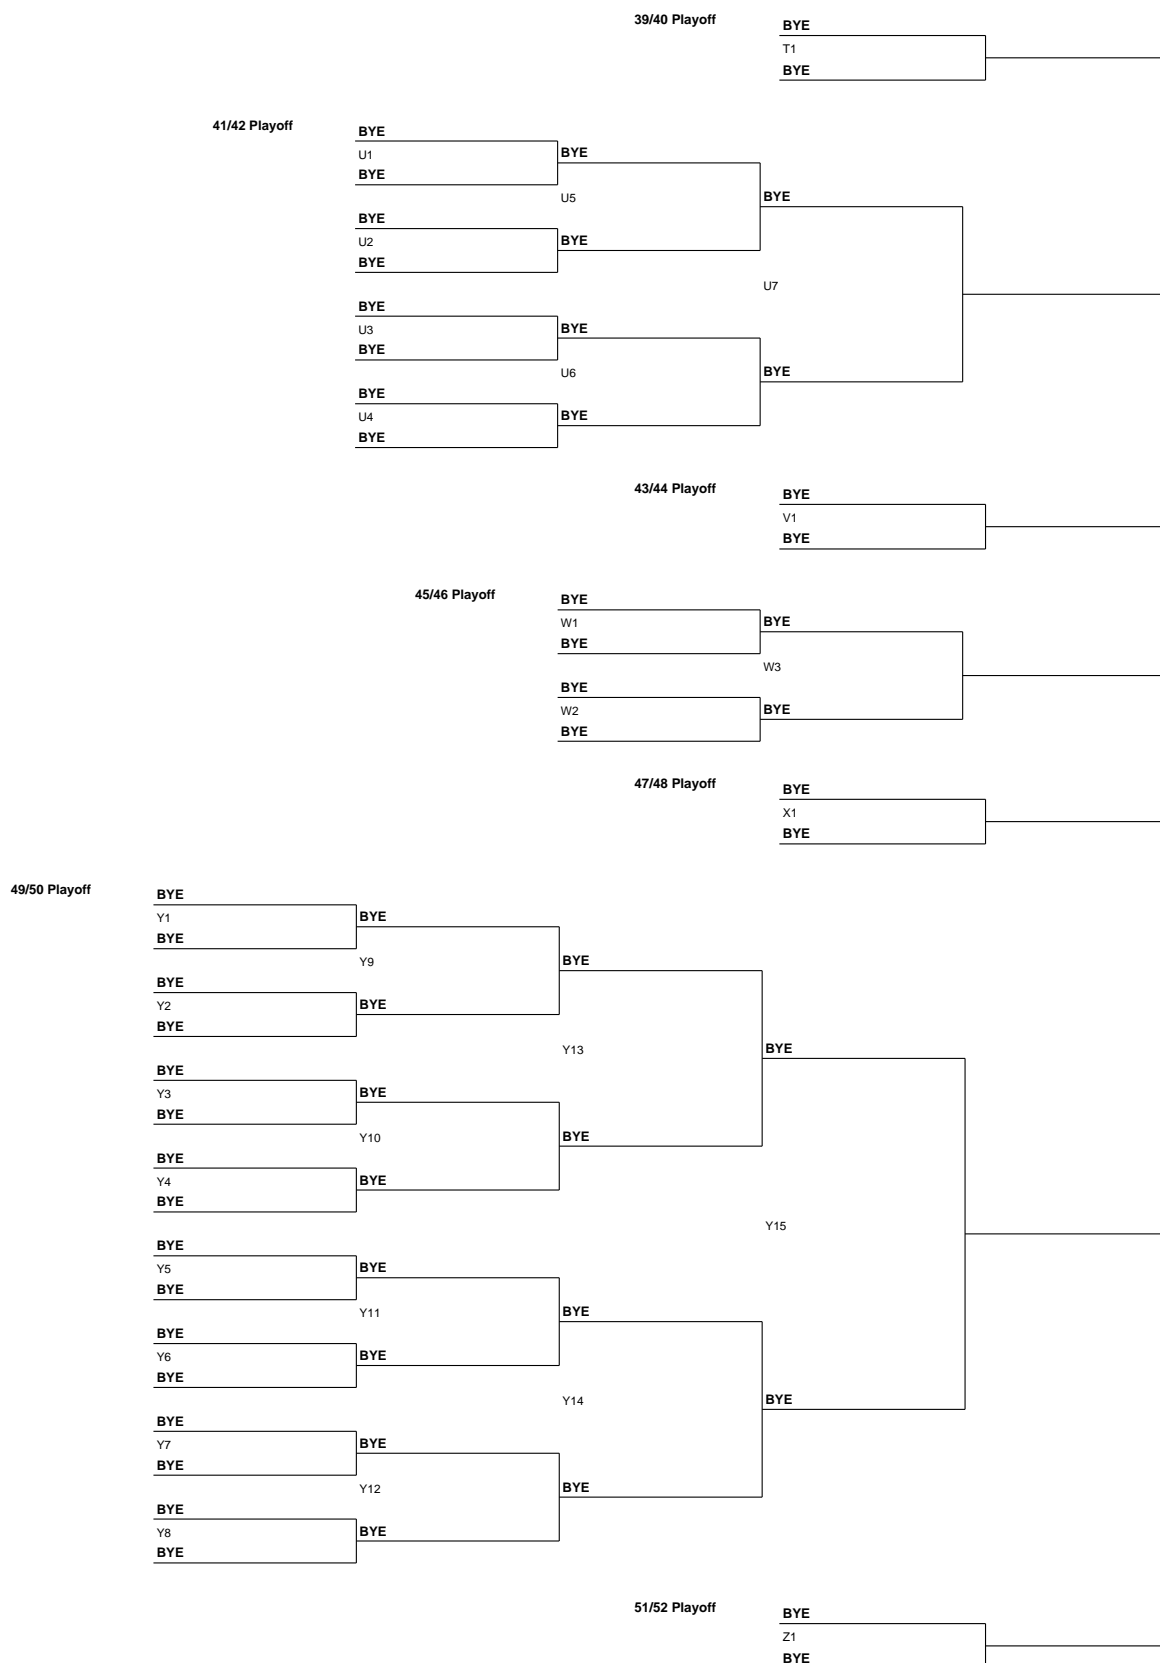 39/40 Playoff
BYE
T1
BYE
41/42 Playoff
BYE
U1
BYE
BYE
U5
BYE
BYE
U2
BYE
BYE
U7
BYE
U3
BYE
BYE
U6
BYE
BYE
BYE
U4
BYE
BYE
43/44 Playoff
BYE
V1
BYE
45/46 Playoff
BYE
W1
BYE
BYE
W3
BYE
W2
BYE
BYE
47/48 Playoff
BYE
X1
BYE
49/50 Playoff
BYE
Y1
BYE
BYE
Y9
BYE
BYE
Y2
BYE
BYE
Y13
BYE
BYE
Y3
BYE
BYE
Y10
BYE
BYE
Y4
BYE
BYE
Y15
BYE
Y5
BYE
BYE
Y11
BYE
BYE
Y6
BYE
BYE
Y14
BYE
BYE
Y7
BYE
BYE
Y12
BYE
BYE
Y8
BYE
BYE
51/52 Playoff
BYE
Z1
BYE